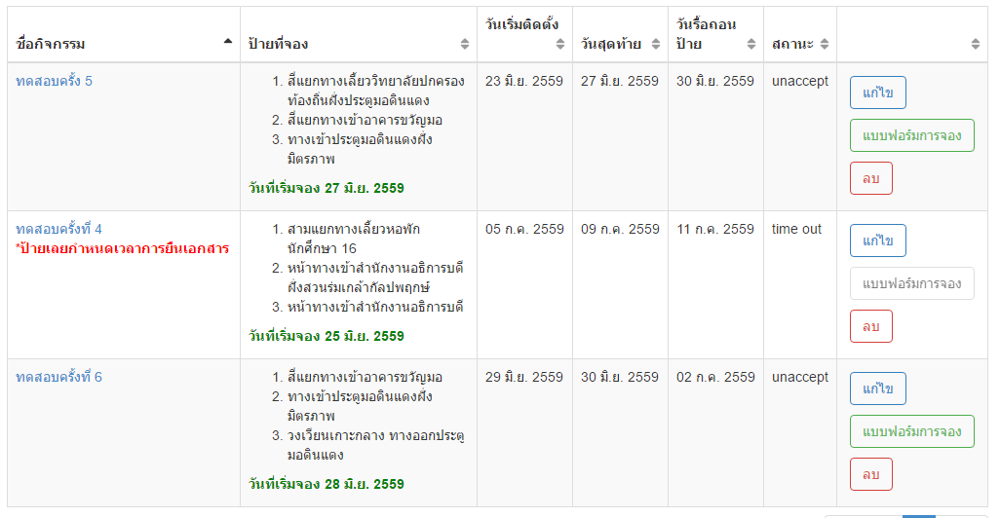 ชื่อกิจกรรม
ป้ายที่จอง
วันเริ่มติดตั้ง
วันสุดท้าย
วันรื้อถอน
ป้าย
สถานะ
ทดสอบครั้ง 5
1. สี่แยกทางเลี้ยววิทยาลัยปกครอง
ท้องถิ่นฝั่งประตูมอดินแดง
2. สี่แยกทางเข้าอาคารขวัญมอ
3. ทางเข้าประตูมอดินแดงฝั่ง
มิตรภาพ
วันที่เริ่มจอง 27 มิ.ย. 2559
23 มิ.ย. 2559
27 มิ.ย. 2559
30 มิ.ย. 2559
unaccept
แก้ไข
แบบฟอร์มการจอง
ลบ
ทดสอบครั้งที่ 4
*ป้ายเลยกำหนดเวลาการยืนเอกสาร
1. สามแยกทางเลี้ยวหอพัก
นักศึกษา 16
2. หน้าทางเข้าสำนักงานอธิการบดี
ฝั่งสวนร่มเกล้ากัลปพฤกษ์
3. หน้าทางเข้าสำนักงานอธิการบดี
วันที่เริ่มจอง 25 มิ.ย. 2559
05 ก.ค. 2559
09 ก.ค. 2559
11 ก.ค. 2559
time out
แก้ไข
แบบฟอร์มการจอง
ลบ
ทดสอบครั้งที่ 6
1. สี่แยกทางเข้าอาคารขวัญมอ
2. ทางเข้าประตูมอดินแดงฝั่ง
มิตรภาพ
3. วงเวียนเกาะกลาง ทางออกประตู
มอดินแดง
วันที่เริ่มจอง 28 มิ.ย. 2559
29 มิ.ย. 2559
30 มิ.ย. 2559
02 ก.ค. 2559
unaccept
แก้ไข
แบบฟอร์มการจอง
ลบ